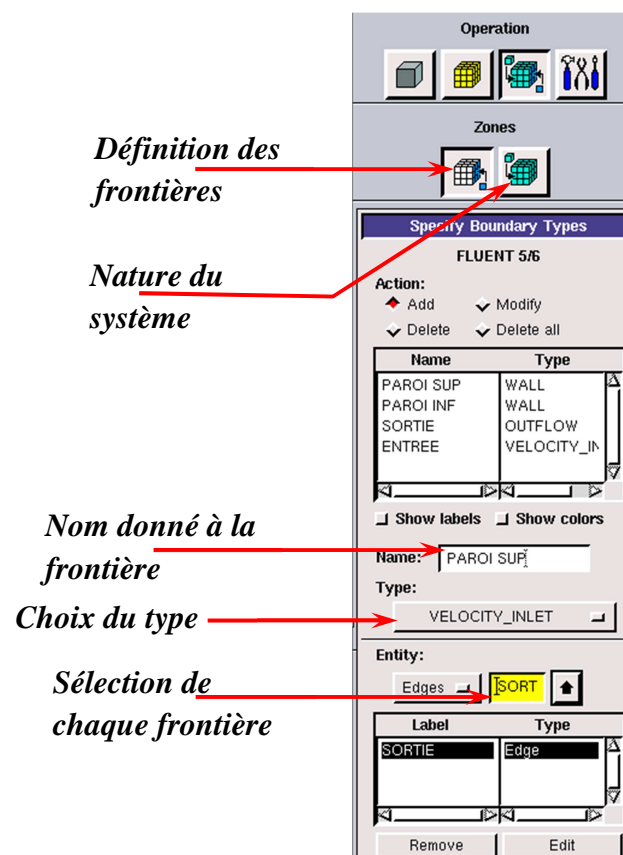 Operation
Zones
Définition des
frontières
Specify Boundary Types
FLUENT 5/6
Nature du
système
Action:
Add Modify
Delete Delete all
Name Type
PAROI SUP WALL
PAROI INF WALL
SORTIE OUTFLOW
ENTREE VELOCITY_IN
Show labels Show colors
Nom donné à la
frontière
Name: PAROI SUP
Type:
Choix du type
VELOCITY_INLET
Entity:
Sélection de
chaque frontière
Edges SORT
Label Type
SORTIE Edge
Remove Edit